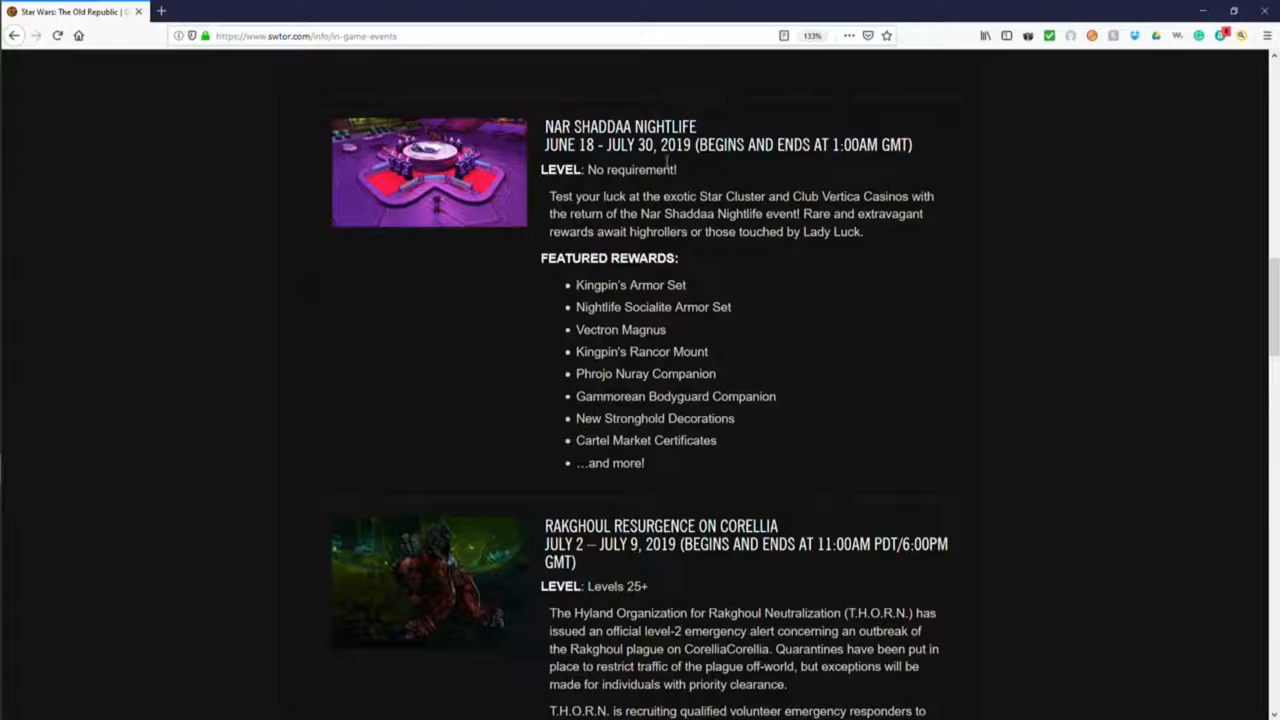 Star Wars: The Old Republic |
https://www.swtor.com/info/in-game-events
133%
NAR SHADDAA NIGHTLIFE
JUNE 18 - JULY 30, 2019 (BEGINS AND ENDS AT 1:00AM GMT)
LEVEL: No requirement!
Test your luck at the exotic Star Cluster and Club Vertica Casinos with
the return of the Nar Shaddaa Nightlife event! Rare and extravagant
rewards await highrollers or those touched by Lady Luck.
FEATURED REWARDS:
• Kingpin's Armor Set
• Nightlife Socialite Armor Set
• Vectron Magnus
• Kingpin's Rancor Mount
• Phrojo Nuray Companion
• Gammorean Bodyguard Companion
• New Stronghold Decorations
• Cartel Market Certificates
• …and more!
RAKGHOUL RESURGENCE ON CORELLIA
JULY 2 – JULY 9, 2019 (BEGINS AND ENDS AT 11:00AM PDT/6:00PM
GMT)
LEVEL: Levels 25+
The Hyland Organization for Rakghoul Neutralization (T.H.O.R.N.) has
issued an official level-2 emergency alert concerning an outbreak of
the Rakghoul plague on CorelliaCorellia. Quarantines have been put in
place to restrict traffic of the plague off-world, but exceptions will be
made for individuals with priority clearance.
T.H.O.R.N. is recruiting qualified volunteer emergency responders to